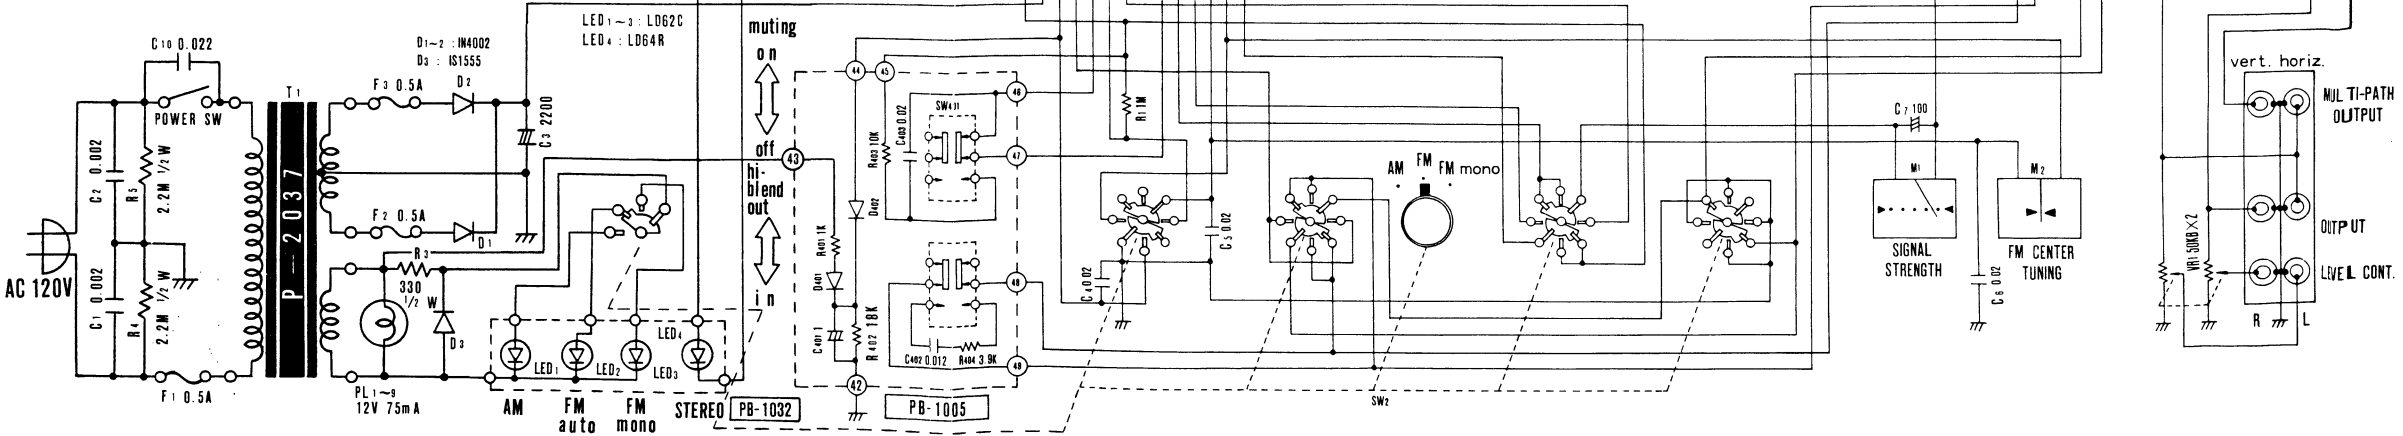 LED1~3 : LD62C
LED4 : LD64R
C10 0.022
D1~2 : IN4002
D3 : IS1555
POWER SW
T1
P-2037
F3 0.5A
D2
C3 2200
F2 0.5A
D1
R3
330
1/2 W
D3
C2 0.002
R5
2.2M 1/2 W
C1 0.002
R4
2.2M 1/2 W
AC 120V
F1 0.5A
PL1~9
12V 75mA
LED1
LED2
LED3
LED4
AM
FM
auto
FM
mono
STEREO
PB-1032
muting
on
off
hi-
blend
out
in
43
44
45
46
47
48
49
42
SW401
C403 0.02
R403 10K
D402
R401 1K
D401
C401 1
R402 18K
C402 0.012
R404 3.9K
PB-1005
R1 1M
C4 0.02
C5 0.02
AM
FM
FM mono
SW2
C7 100
M1
SIGNAL
STRENGTH
M2
FM CENTER
TUNING
C6 0.02
vert. horiz.
MULTI-PATH
OUTPUT
OUTPUT
LEVEL CONT.
VR1 50KB×2
R
L